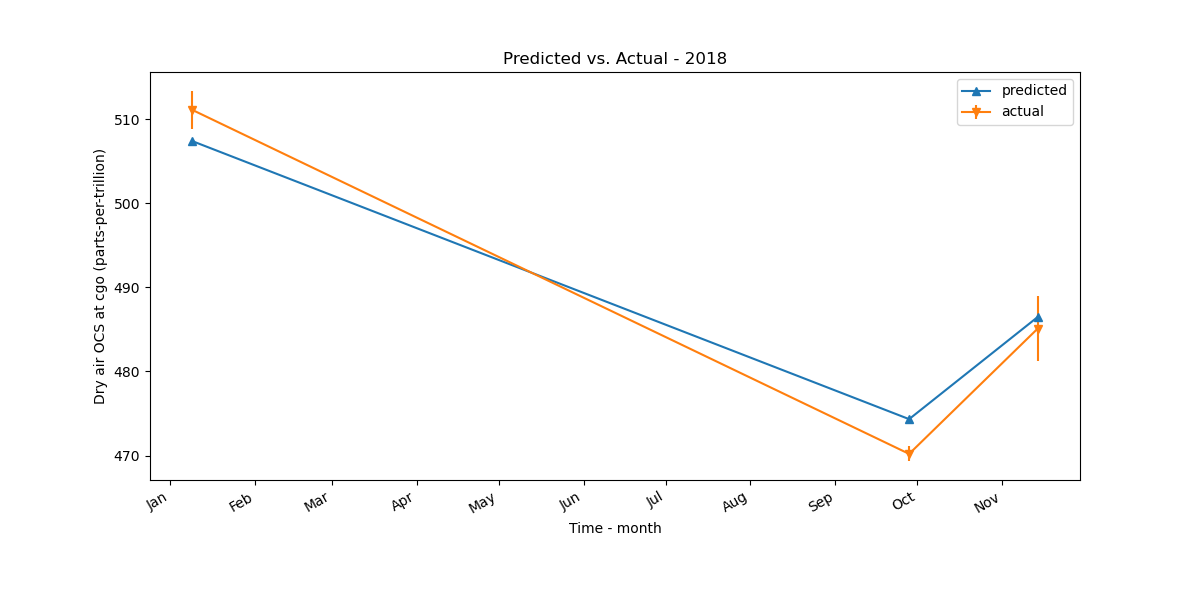 Predicted vs. Actual - 2018
predicted
actual
Dry air OCS at cgo (parts-per-trillion)
510
500
490
480
470
Jan Feb Mar Apr May Jun Jul Aug Sep Oct Nov
Time - month